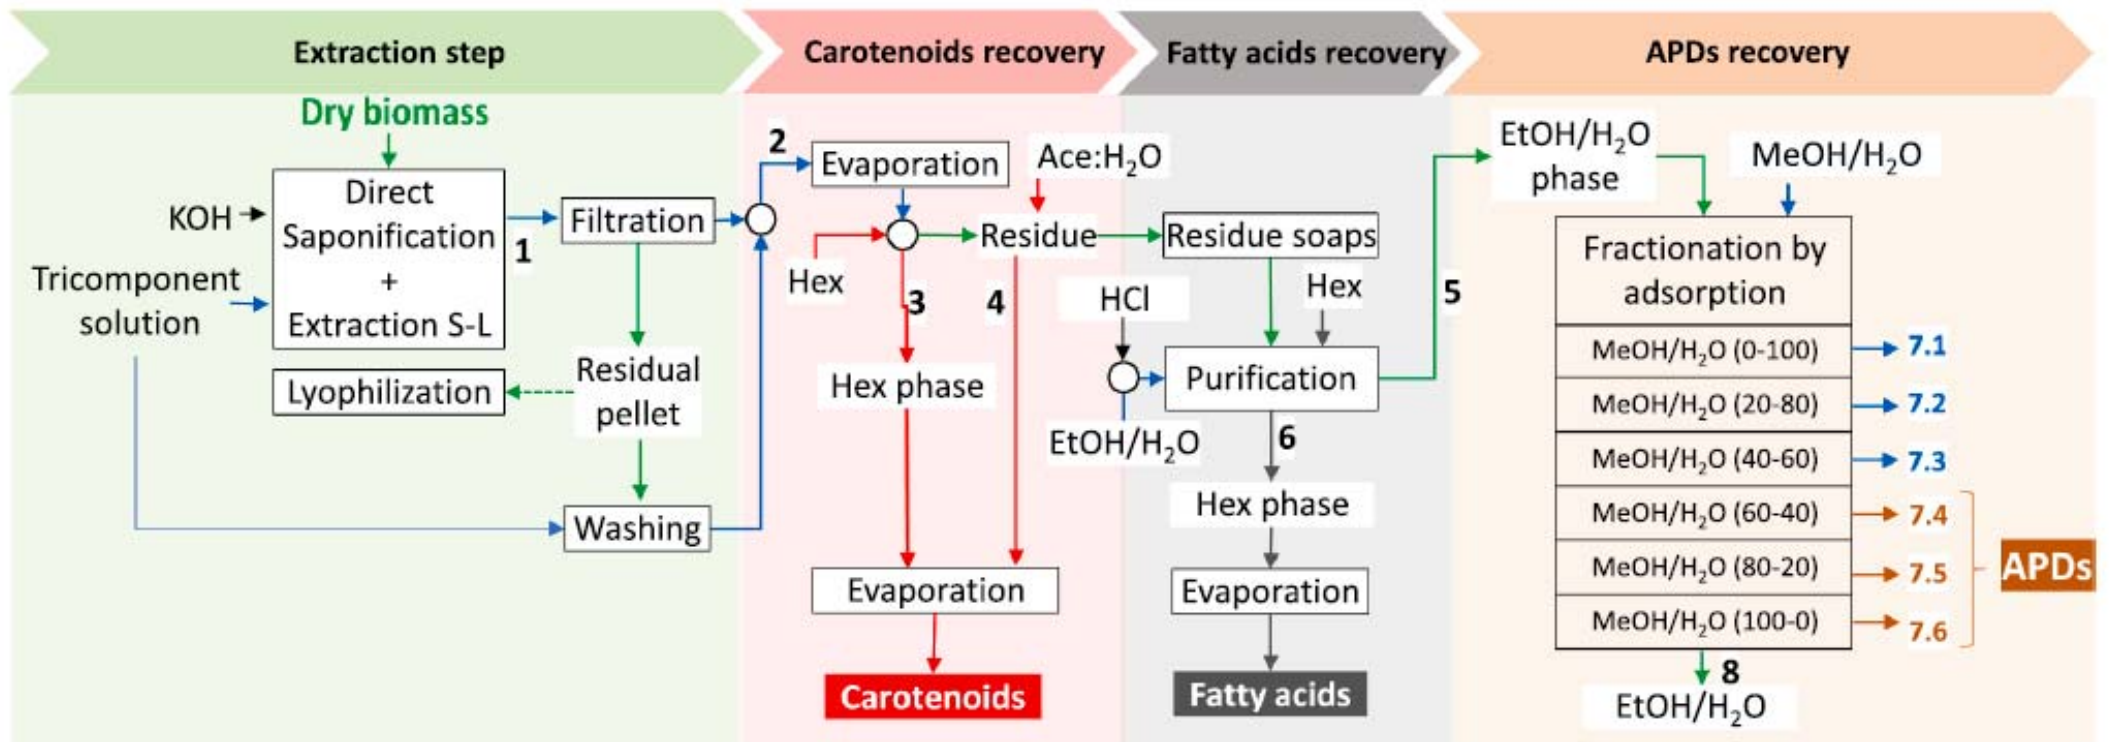 Extraction step
Carotenoids recovery
Fatty acids recovery
APDs recovery
Dry biomass
Direct
Saponification
+
Extraction S-L
KOH
Tricomponent
solution
1
Filtration
Residual
pellet
Lyophilization
Washing
2
Evaporation
Ace:H₂O
Residue
Hex
3
4
Hex phase
Evaporation
Carotenoids
Residue soaps
HCl
Hex
Purification
EtOH/H₂O
6
Hex phase
Evaporation
Fatty acids
5
EtOH/H₂O
phase
MeOH/H₂O
Fractionation by
adsorption
MeOH/H₂O (0-100)
7.1
MeOH/H₂O (20-80)
7.2
MeOH/H₂O (40-60)
7.3
MeOH/H₂O (60-40)
7.4
MeOH/H₂O (80-20)
7.5
MeOH/H₂O (100-0)
7.6
APDs
8
EtOH/H₂O